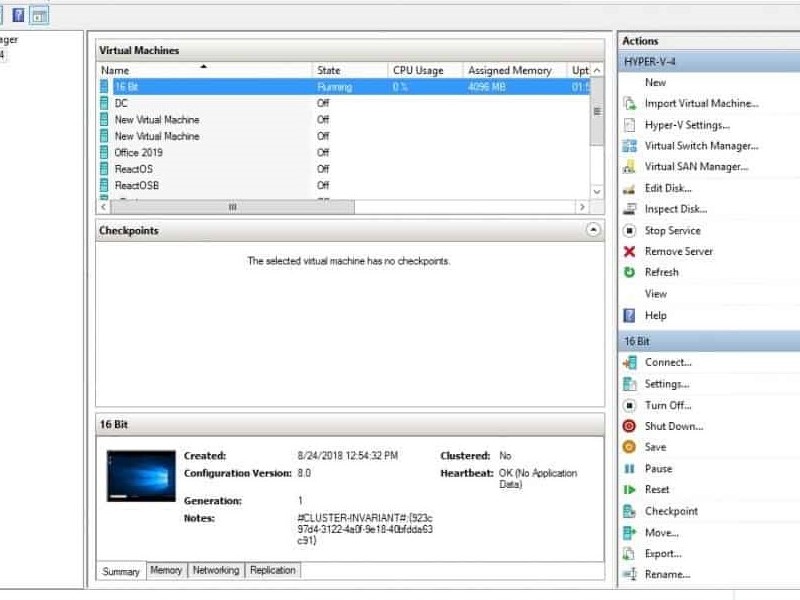 ager
4
Virtual Machines
Name State CPU Usage Assigned Memory Upt
16 Bit Running 0 % 4096 MB 01:5
DC Off
New Virtual Machine Off
New Virtual Machine Off
Office 2019 Off
ReactOS Off
ReactOSB Off
Checkpoints
The selected virtual machine has no checkpoints.
16 Bit
Created: 8/24/2018 12:54:32 PM Clustered: No
Configuration Version: 8.0 Heartbeat: OK (No Application
Data)
Generation: 1
Notes: #CLUSTER-INVARIANT#:{923c
97d4-3122-4a0f-9e18-40bfdda63
c91}
Summary Memory Networking Replication
Actions
HYPER-V-4
New
Import Virtual Machine...
Hyper-V Settings...
Virtual Switch Manager...
Virtual SAN Manager...
Edit Disk...
Inspect Disk...
Stop Service
Remove Server
Refresh
View
Help
16 Bit
Connect...
Settings...
Turn Off...
Shut Down...
Save
Pause
Reset
Checkpoint
Move...
Export...
Rename...